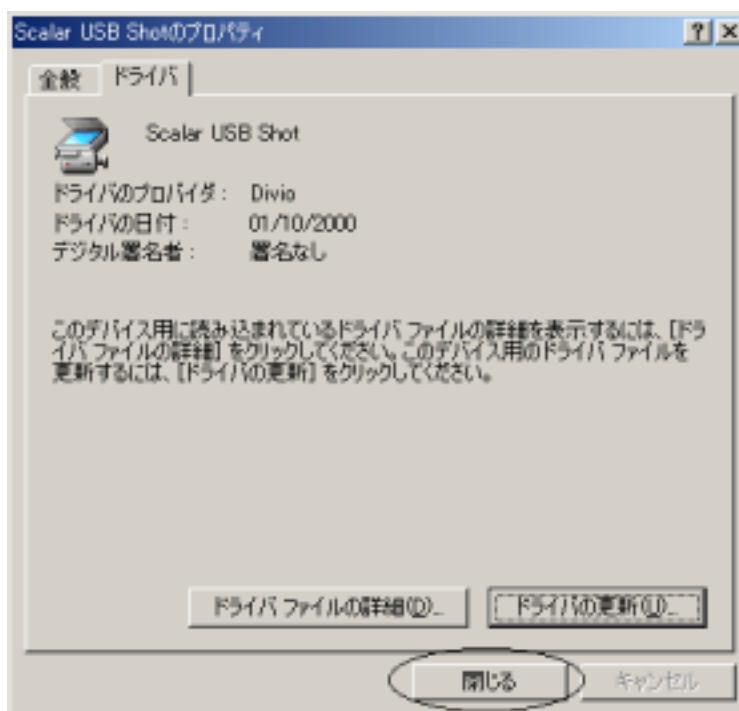 Scalar USB Shotのプロパティ
全般 ドライバ
Scalar USB Shot
ドライバのプロバイダ： Divio
ドライバの日付： 01/10/2000
デジタル署名者： 署名なし
このデバイス用に読み込まれているドライバ ファイルの詳細を表示するには、[ドラ
イバ ファイルの詳細] をクリックしてください。このデバイス用のドライバ ファイルを
更新するには、[ドライバの更新] をクリックしてください。
ドライバ ファイルの詳細(D)... ドライバの更新(U)...
閉じる キャンセル